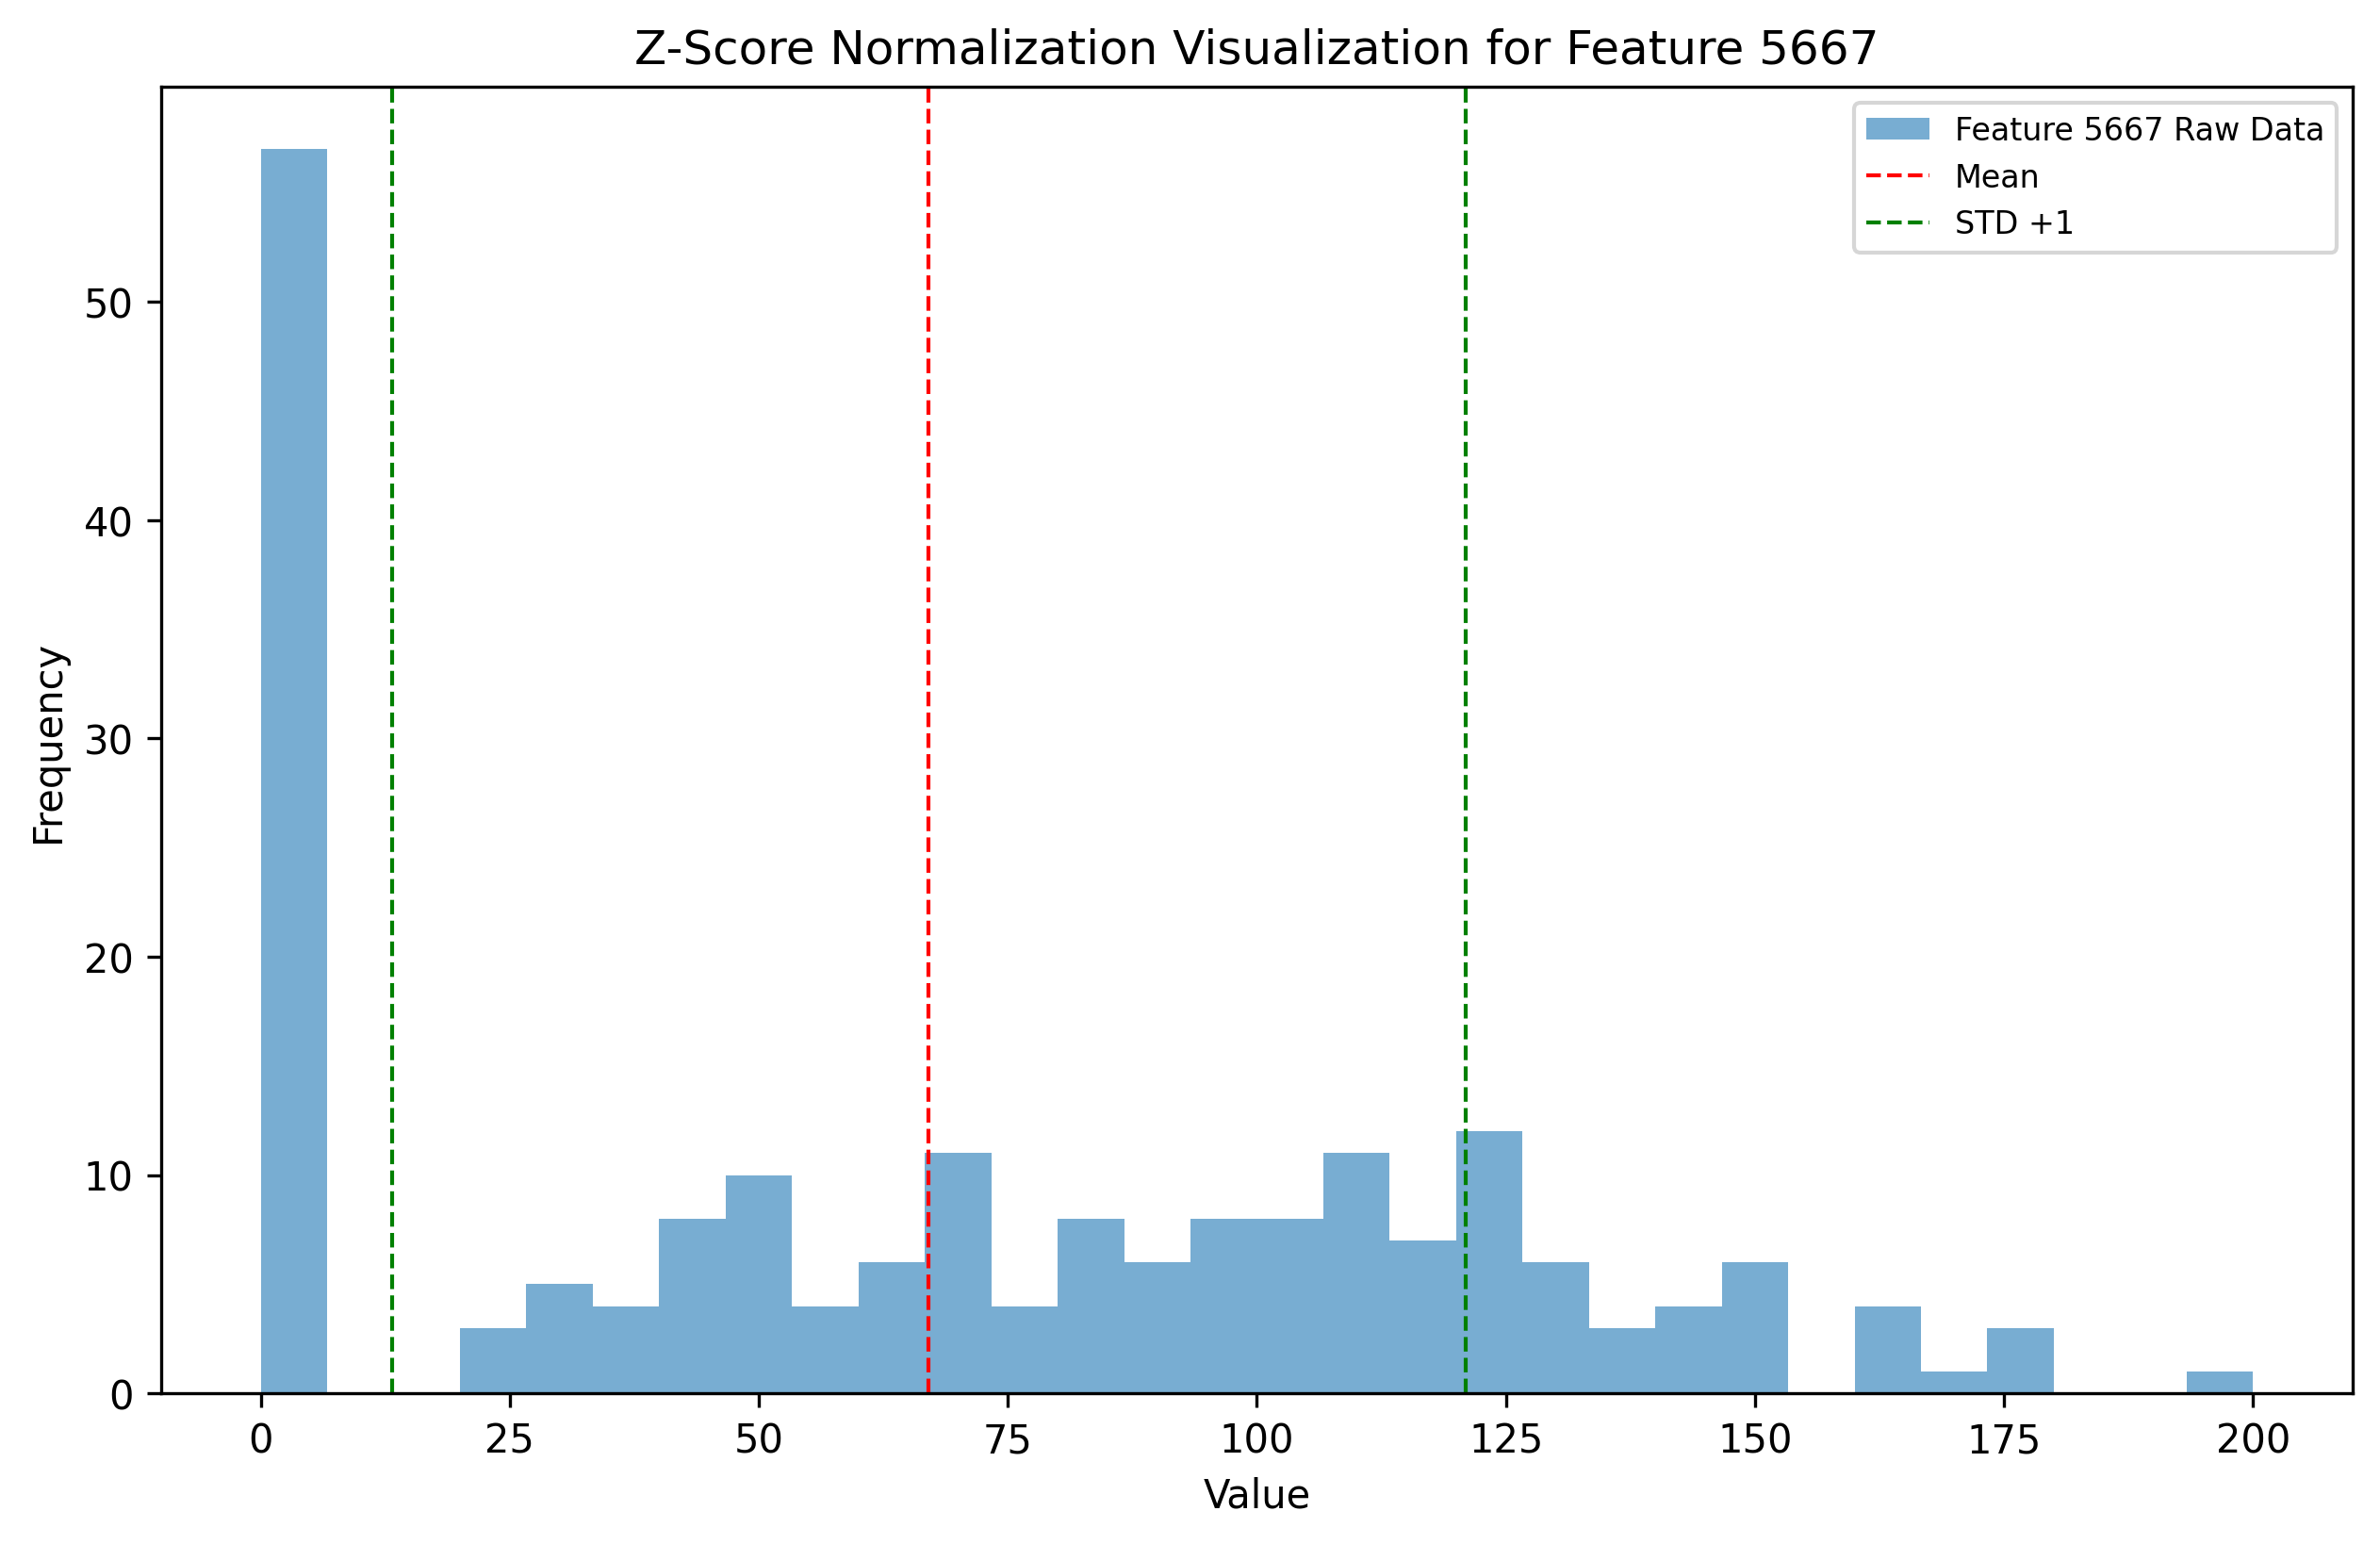 Z-Score Normalization Visualization for Feature 5667
Feature 5667 Raw Data
Mean
STD +1
50
40
30
20
10
0
Frequency
0 25 50 75 100 125 150 175 200
Value